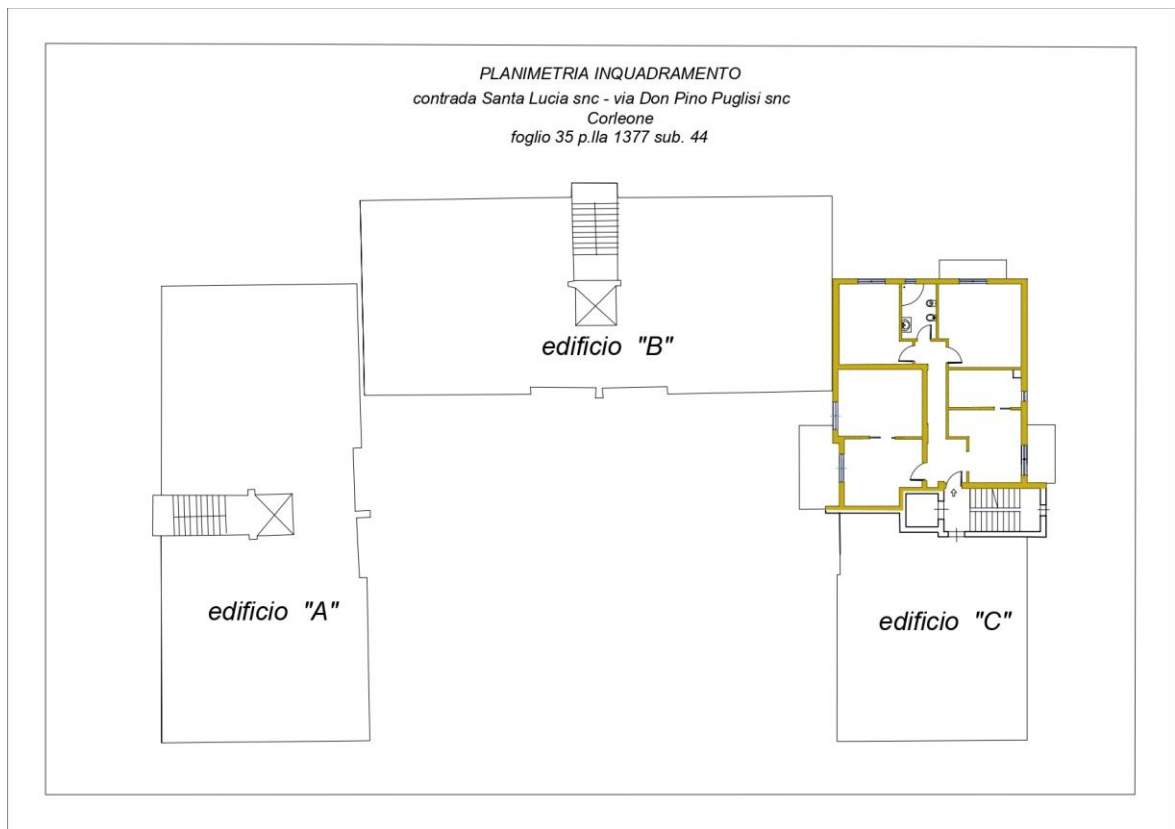 PLANIMETRIA INQUADRAMENTO
contrada Santa Lucia snc - via Don Pino Puglisi snc
Corleone
foglio 35 p.lla 1377 sub. 44
edificio "B"
edificio "A"
edificio "C"